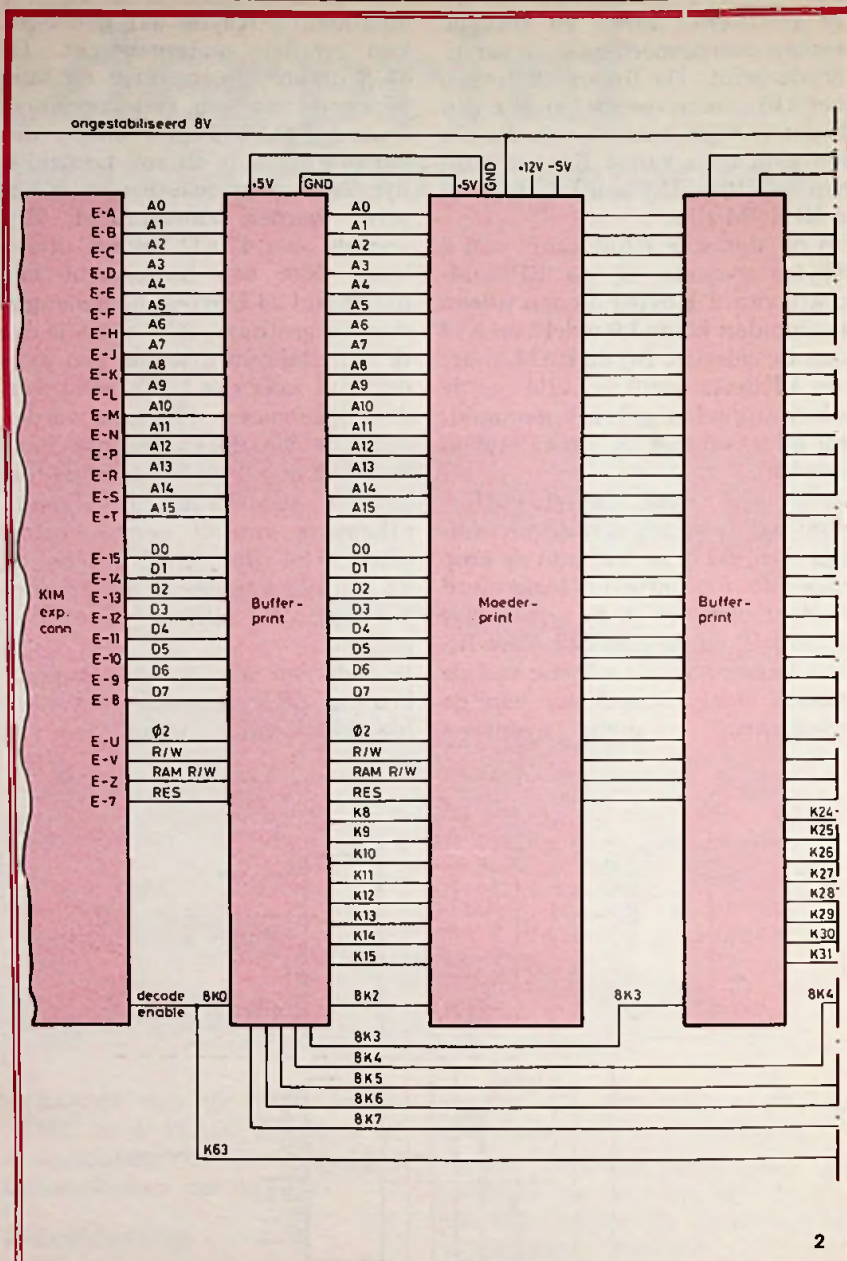 ongestabiliseerd 8V
+5V GND +5V GND +12V -5V
E-A A0 A0
E-B A1 A1
E-C A2 A2
E-D A3 A3
E-E A4 A4
E-F A5 A5
E-H A6 A6
E-J A7 A7
E-K A8 A8
E-L A9 A9
E-M A10 A10
E-N A11 A11
E-P A12 A12
E-R A13 A13
E-S A14 A14
E-T A15 A15
E-15 D0 D0
E-14 D1 D1
E-13 D2 D2
E-12 D3 D3
E-11 D4 D4
E-10 D5 D5
E-9 D6 D6
E-8 D7 D7
KIM
exp.
conn
Buffer-
print
Moeder-
print
Buffer-
print
E-U Ø2 Ø2
E-V R/W R/W
E-Z RAM R/W RAM R/W
E-7 RES RES
K8 K24
K9 K25
K10 K26
K11 K27
K12 K28
K13 K29
K14 K30
K15 K31
decode
enable
8K0 8K2 8K3 8K4
8K3
8K4
8K5
8K6
8K7
K63
2